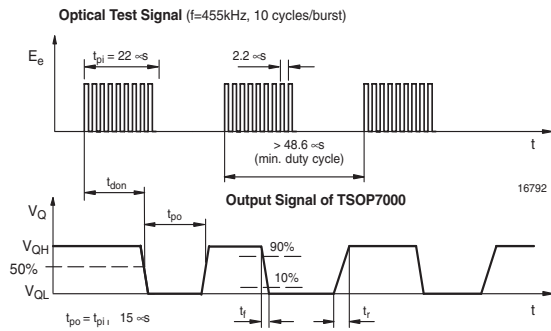 Optical Test Signal (f=455kHz, 10 cycles/burst)
Ee
tpi = 22 ∝s
2.2 ∝s
> 48.6 ∝s
(min. duty cycle)
t
16792
tdon
Output Signal of TSOP7000
VQ
tpo
VQH
90%
50%
10%
VQL
tpo = tpi ı 15 ∝s
tf
tr
t